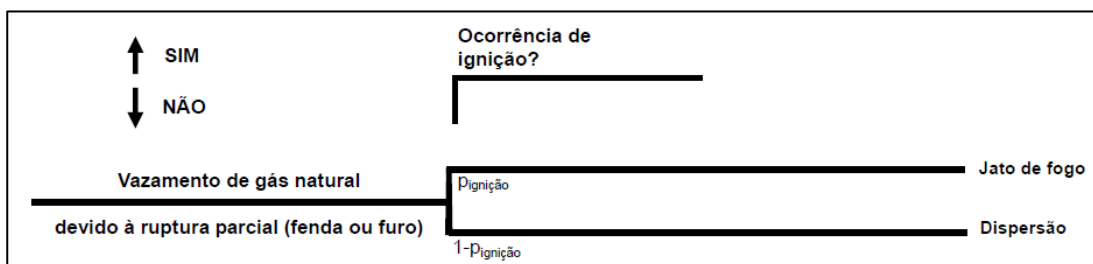 SIM
NÃO
Ocorrência de
ignição?
Vazamento de gás natural
devido à ruptura parcial (fenda ou furo)
pignição
1-pignição
Jato de fogo
Dispersão